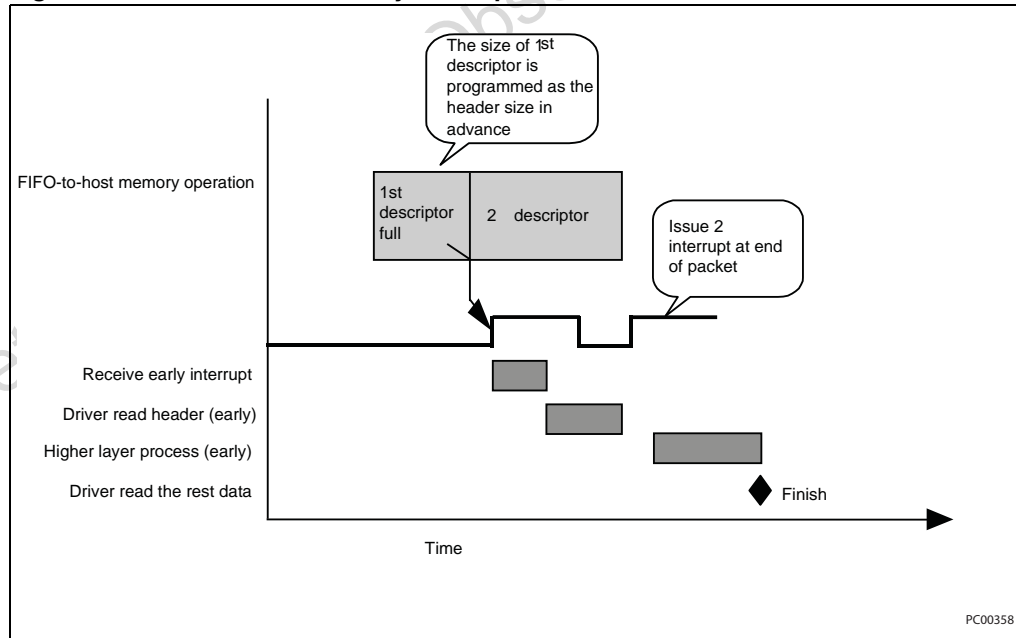 The size of 1st
descriptor is
programmed as the
header size in
advance
FIFO-to-host memory operation
1st
descriptor
full
2 descriptor
Issue 2
interrupt at end
of packet
Receive early interrupt
Driver read header (early)
Higher layer process (early)
Driver read the rest data
Finish
Time
PC00358